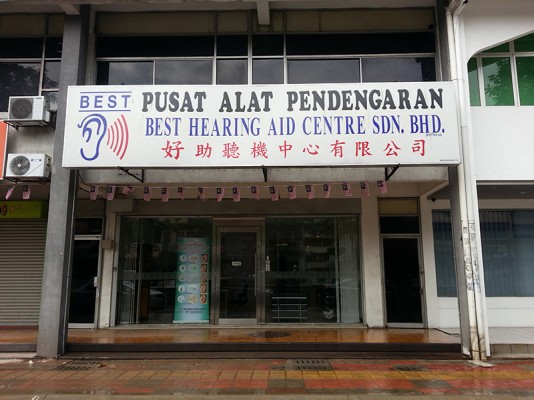 BEST
PUSAT ALAT PENDENGARAN
BEST HEARING AID CENTRE SDN. BHD.
好助聽機中心有限公司